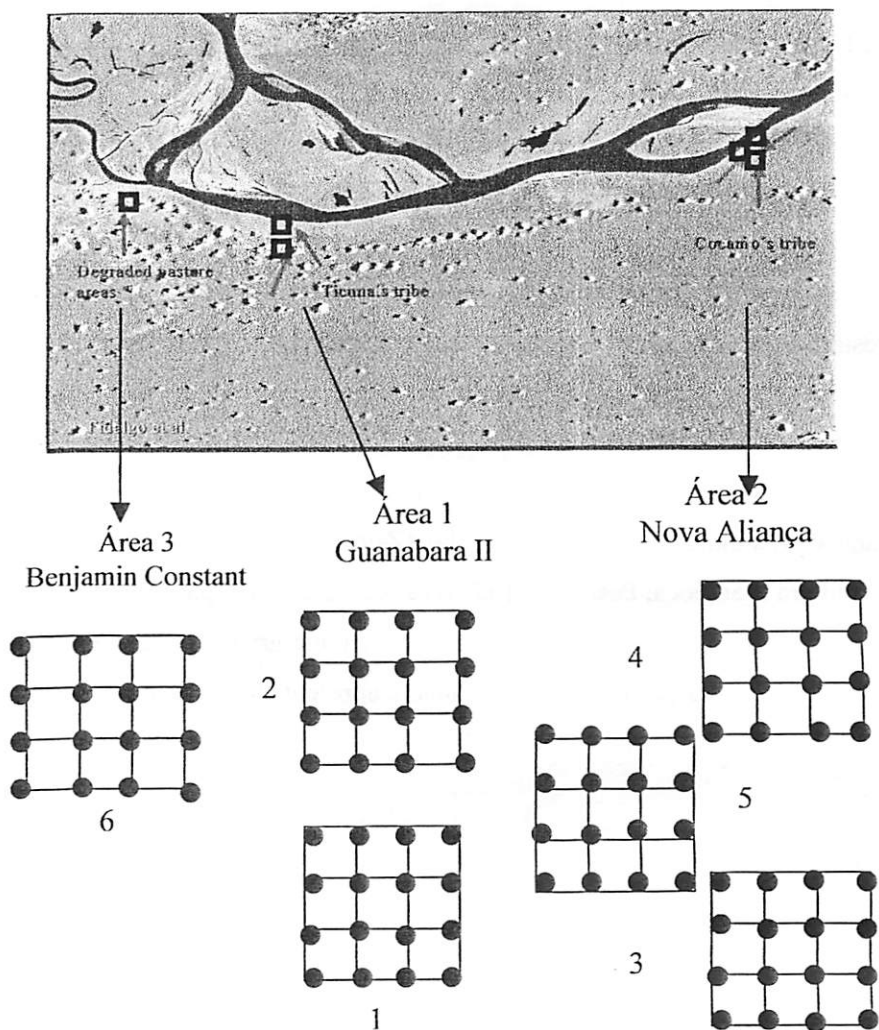 Cocamo's tribe
Degraded pasture
areas
Ticuna's tribe
Fidalgo et al
Área 3
Benjamin Constant
Área 1
Guanabara II
Área 2
Nova Aliança
4
2
5
6
3
1